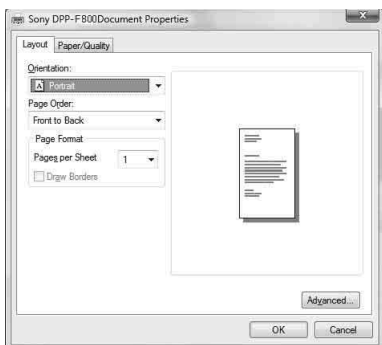 Sony DPP-F800Document Properties
Layout Paper/Quality
Orientation:
Portrait
Page Order:
Front to Back
Page Format
Pages per Sheet 1
Draw Borders
Advanced...
OK Cancel